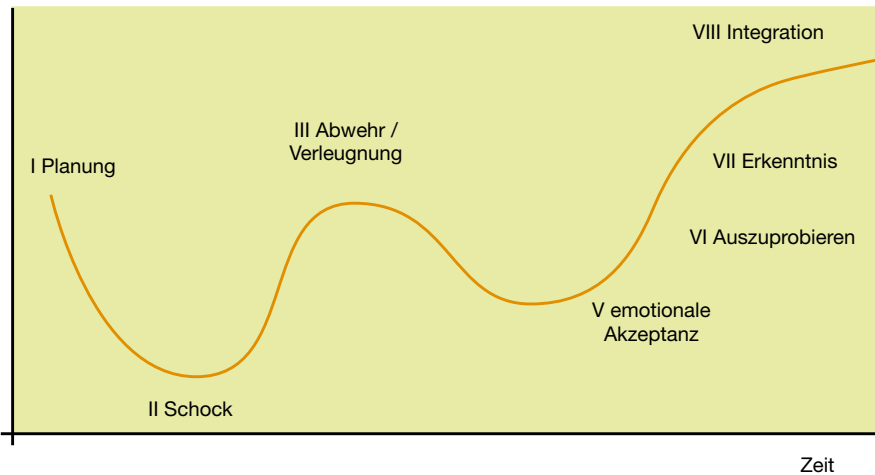 I Planung
II Schock
III Abwehr /
Verleugnung
V emotionale
Akzeptanz
VI Auszuprobieren
VII Erkenntnis
VIII Integration
Zeit